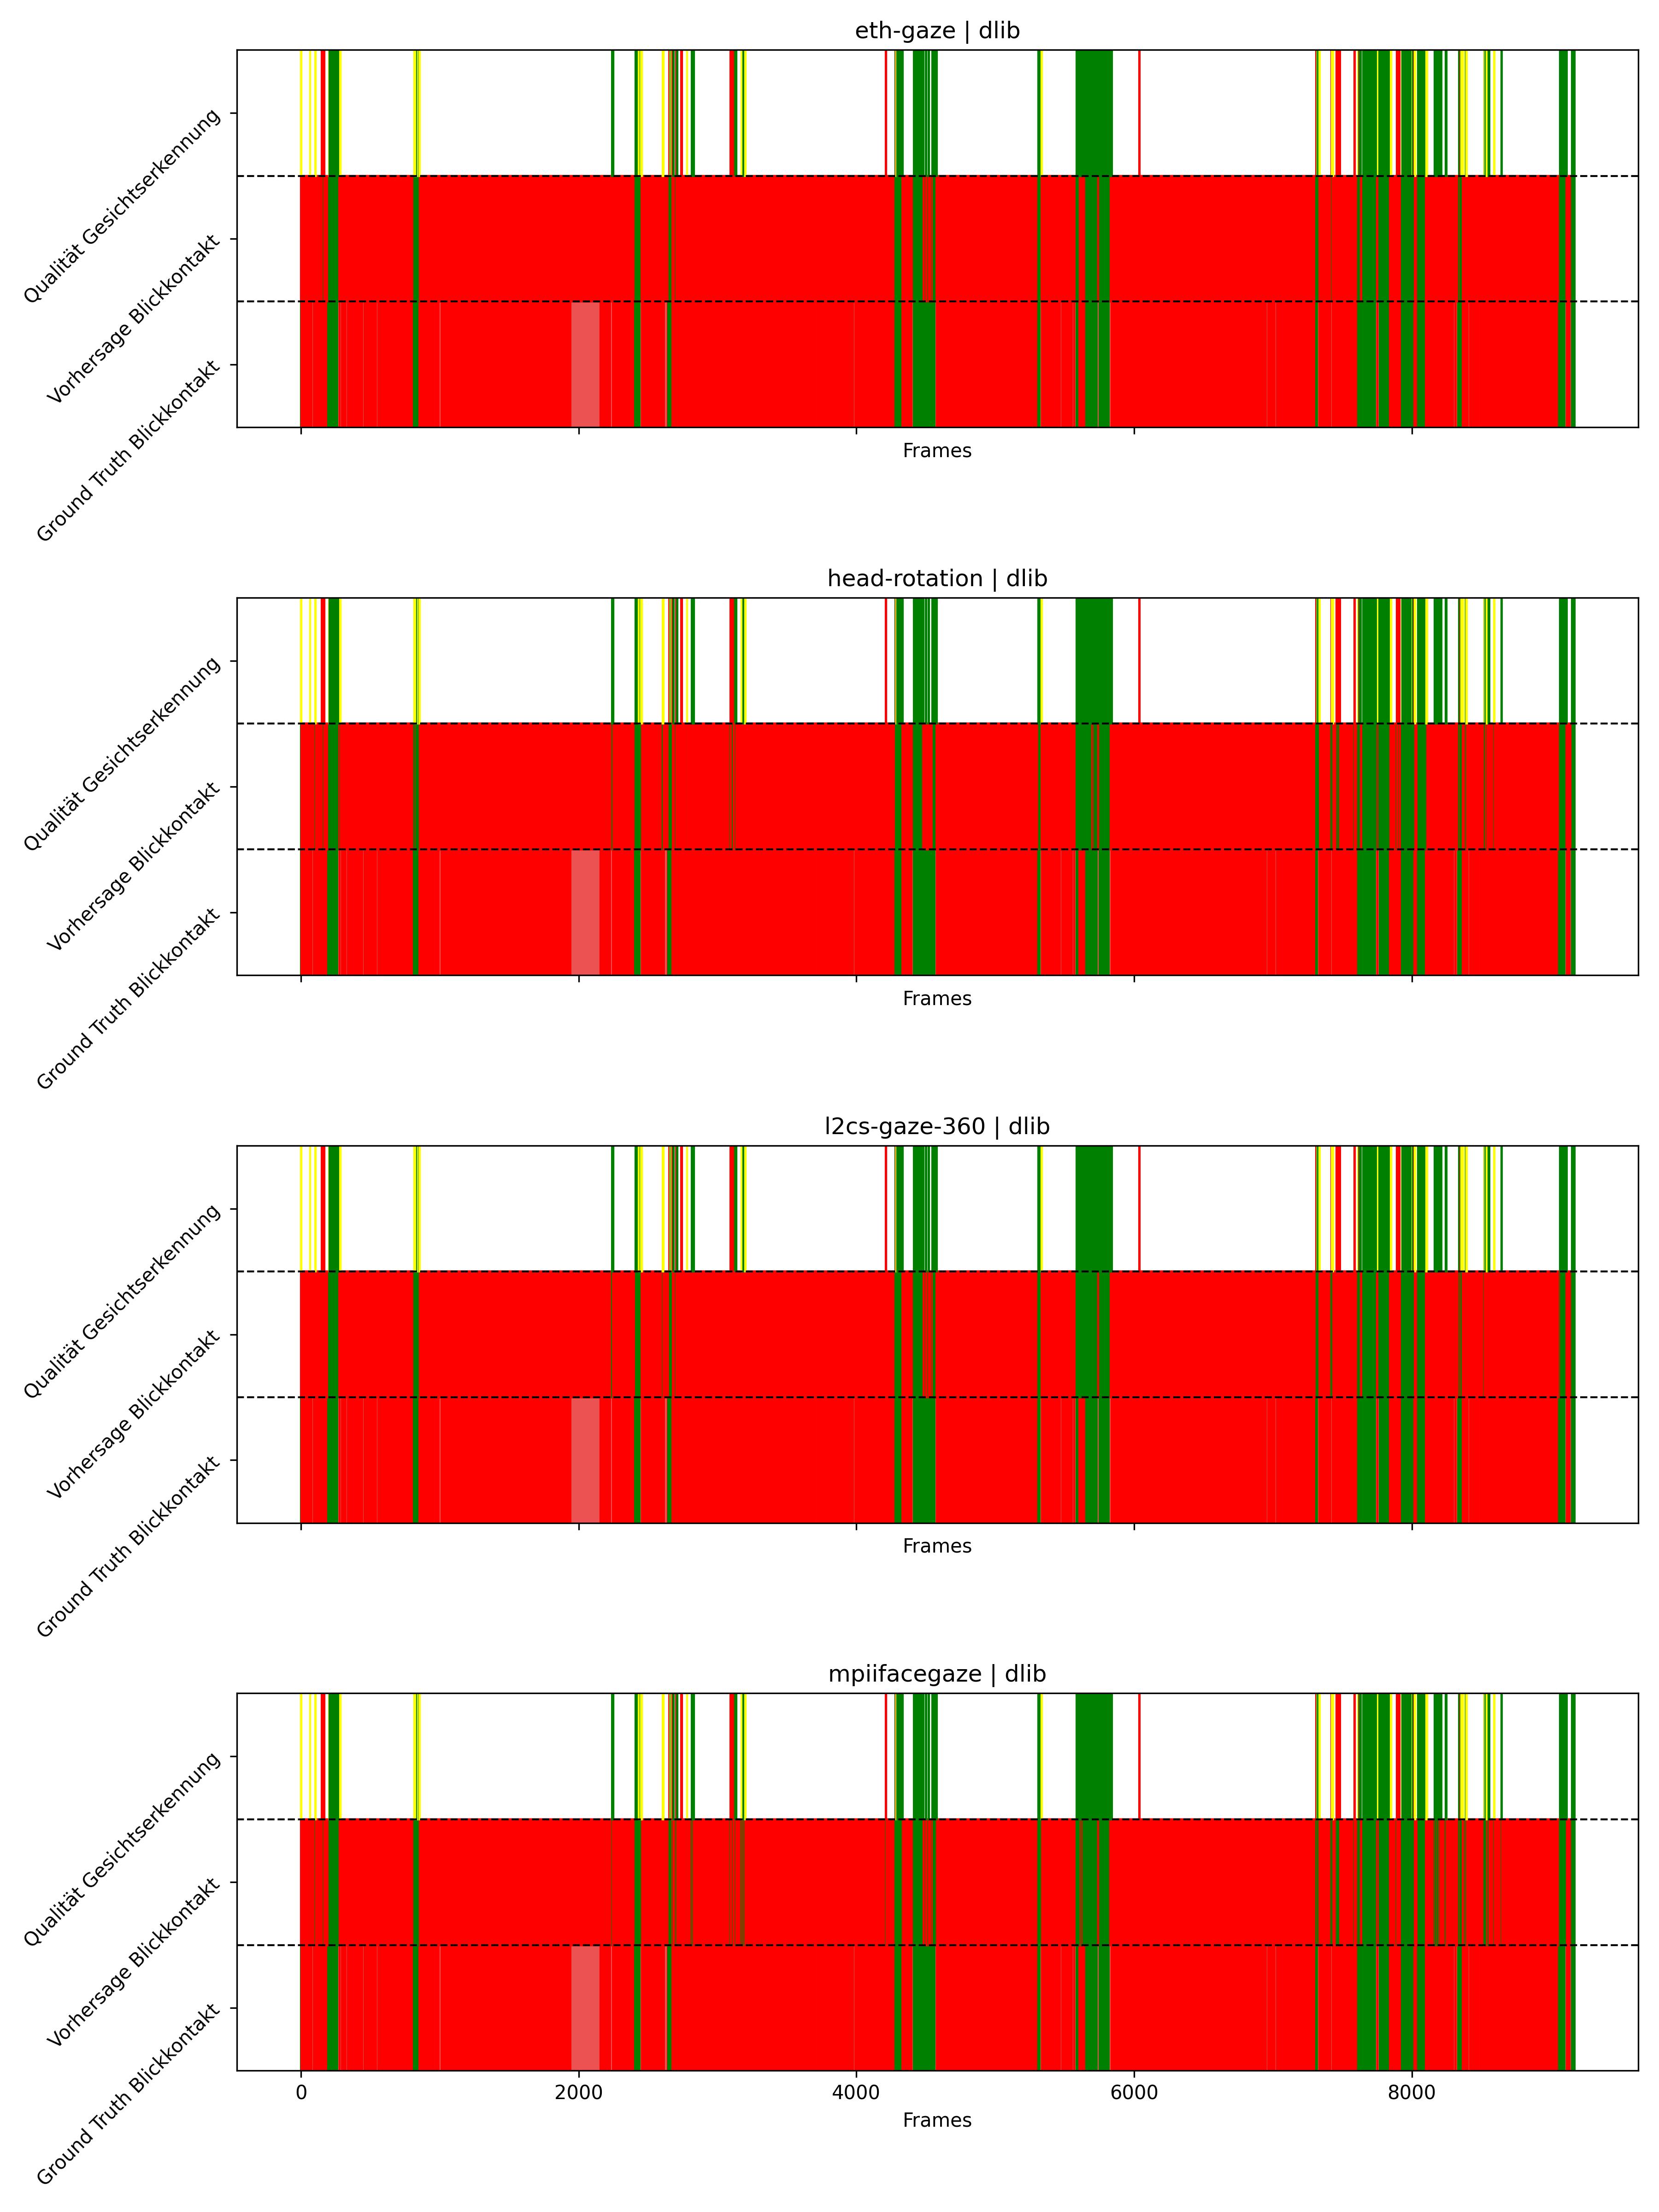 eth-gaze | dlib
Qualität Gesichtserkennung
Vorhersage Blickkontakt
Ground Truth Blickkontakt
Frames
head-rotation | dlib
Qualität Gesichtserkennung
Vorhersage Blickkontakt
Ground Truth Blickkontakt
Frames
l2cs-gaze-360 | dlib
Qualität Gesichtserkennung
Vorhersage Blickkontakt
Ground Truth Blickkontakt
Frames
mpiifacegaze | dlib
Qualität Gesichtserkennung
Vorhersage Blickkontakt
Ground Truth Blickkontakt
0 2000 4000 6000 8000
Frames